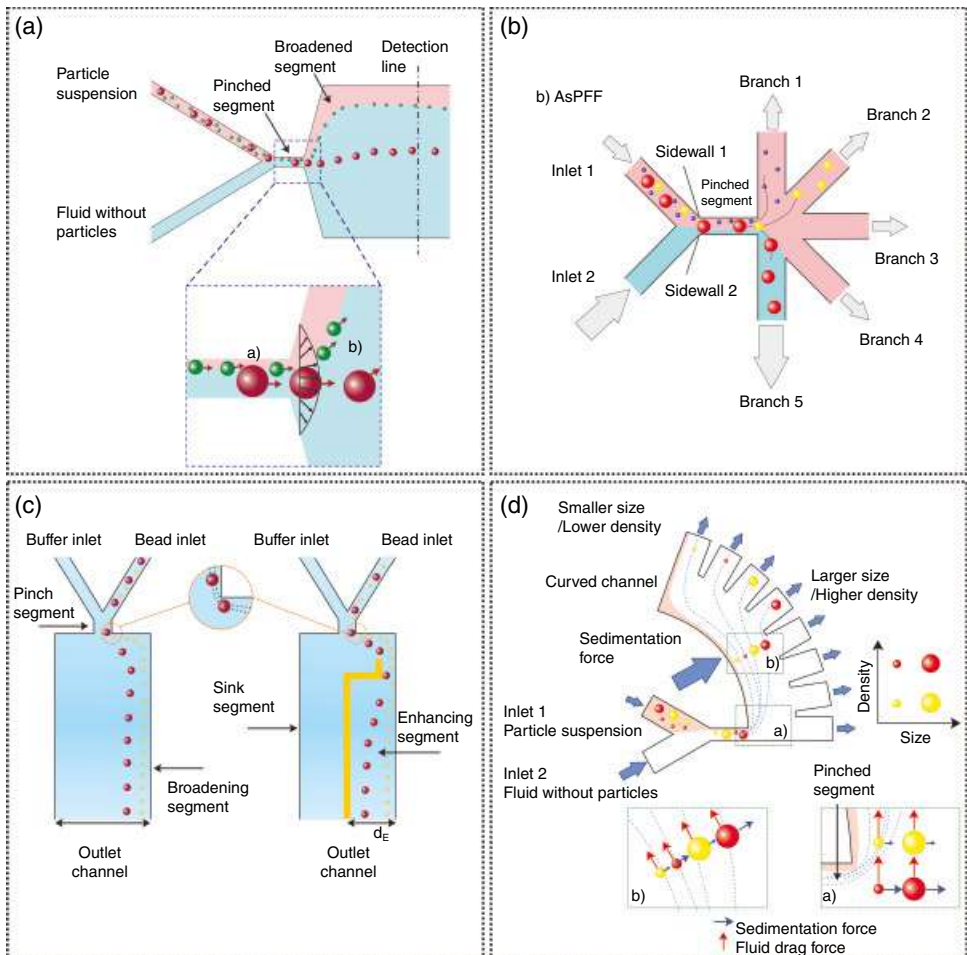 (a)
Broadened
segment
Detection
line
Particle
suspension
Pinched
segment
Fluid without
particles
a)
b)
(b)
b) AsPFF
Branch 1
Branch 2
Inlet 1
Sidewall 1
Pinched
segment
Inlet 2
Sidewall 2
Branch 3
Branch 4
Branch 5
(c)
Buffer inlet
Bead inlet
Buffer inlet
Bead inlet
Pinch
segment
Sink
segment
Enhancing
segment
Broadening
segment
dE
Outlet
channel
Outlet
channel
(d)
Smaller size
/Lower density
Curved channel
Larger size
/Higher density
Sedimentation
force
b)
Density
Size
Inlet 1
Particle suspension
a)
Inlet 2
Fluid without particles
Pinched
segment
b)
a)
Sedimentation force
Fluid drag force